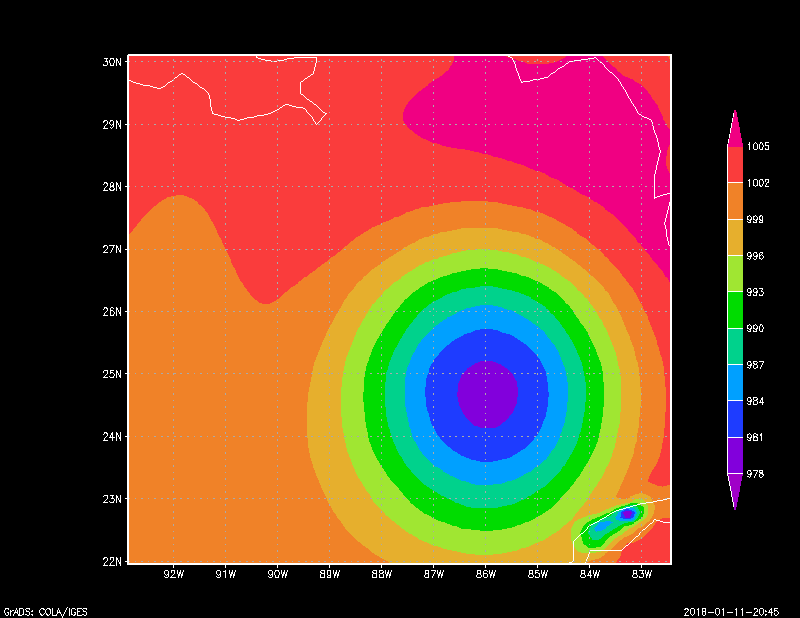 30N
29N
28N
27N
26N
25N
24N
23N
22N
92W 91W 90W 89W 88W 87W 86W 85W 84W 83W
1005
1002
999
996
993
990
987
984
981
978
GrADS: COLA/IGES
2018-01-11-20:45